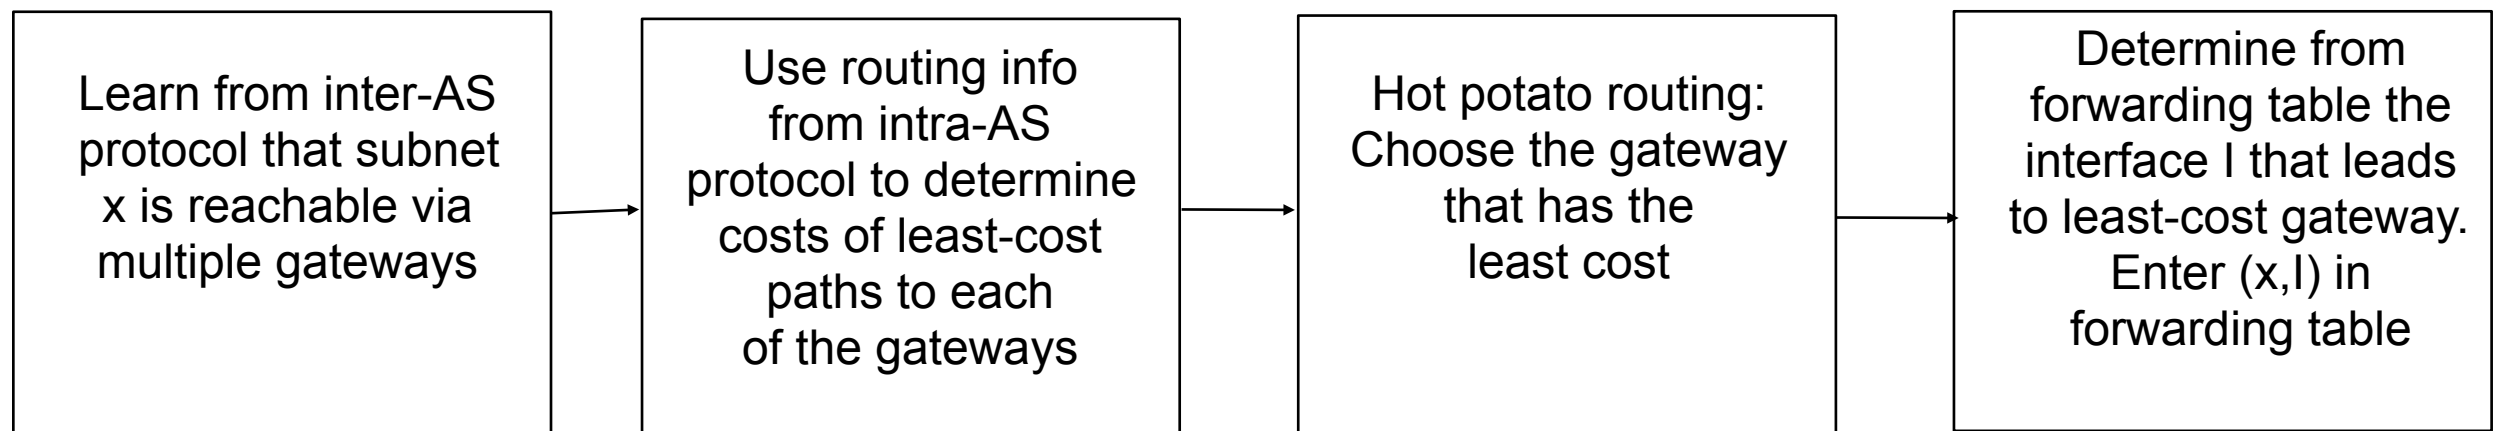 Learn from inter-AS
protocol that subnet
x is reachable via
multiple gateways
Use routing info
from intra-AS
protocol to determine
costs of least-cost
paths to each
of the gateways
Hot potato routing:
Choose the gateway
that has the
least cost
Determine from
forwarding table the
interface I that leads
to least-cost gateway.
Enter (x,I) in
forwarding table